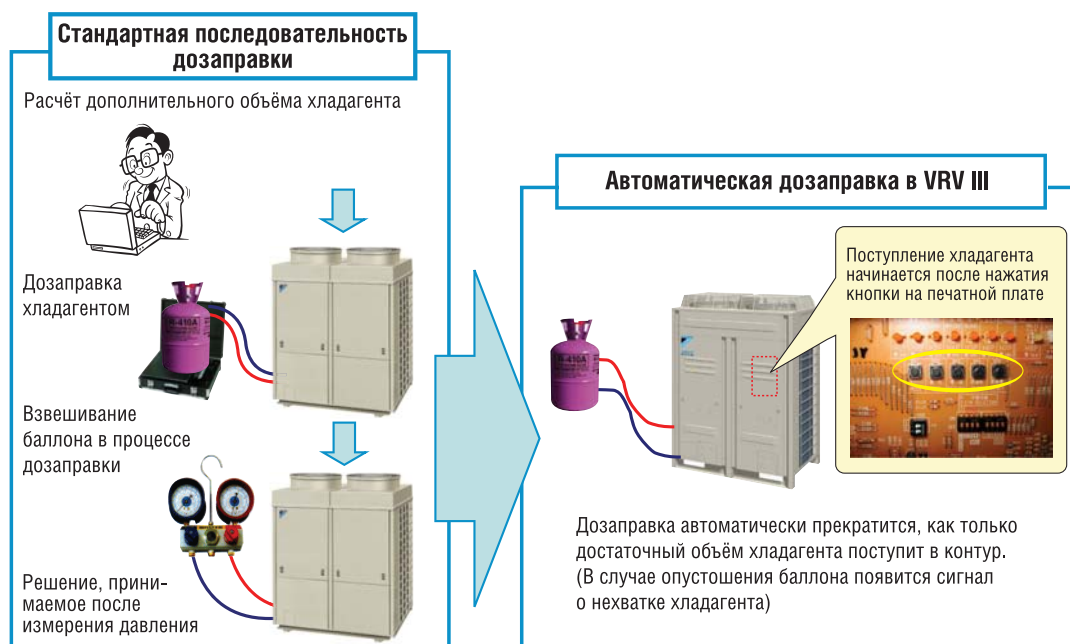 Стандартная последовательность
дозаправки
Расчёт дополнительного объёма хладагента
Дозаправка
хладагентом
R-410A
Взвешивание
баллона в процессе
дозаправки
Решение, прини-
маемое после
измерения давления
Автоматическая дозаправка в VRV III
Поступление хладагента
начинается после нажатия
кнопки на печатной плате
R-410A
Дозаправка автоматически прекратится, как только
достаточный объём хладагента поступит в контур.
(В случае опустошения баллона появится сигнал
о нехватке хладагента)